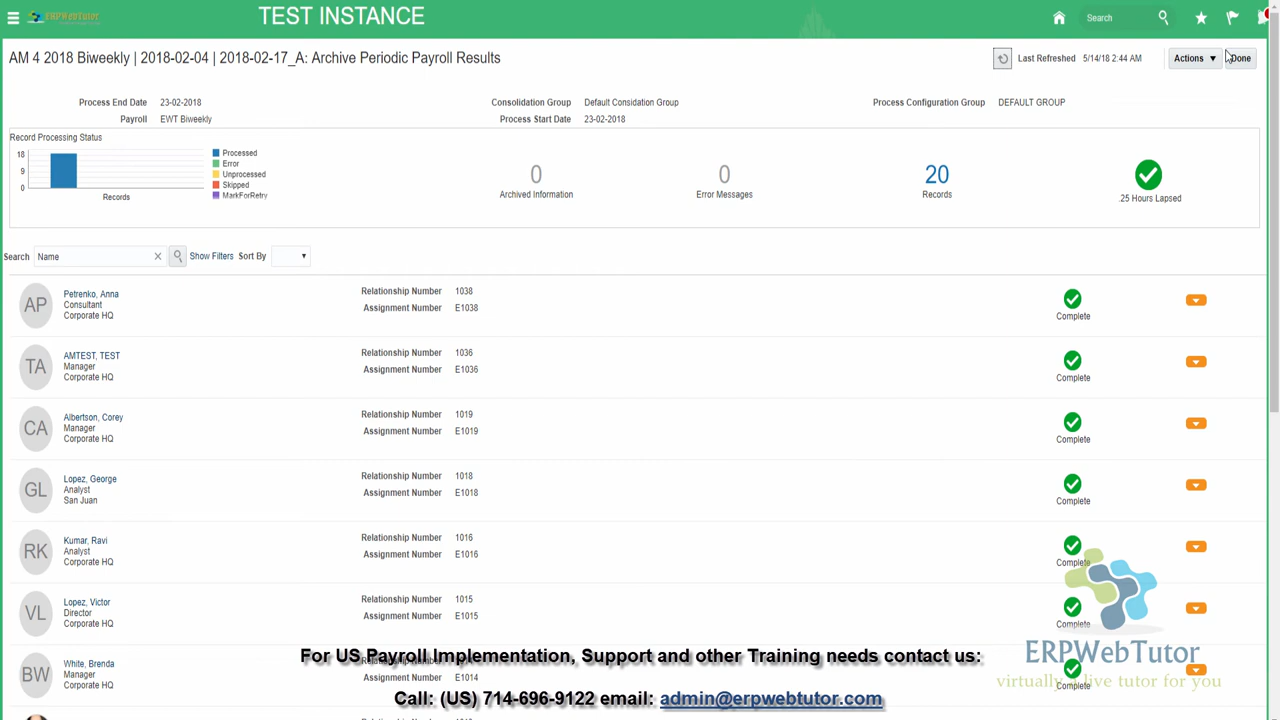 ERPWebTutor
TEST INSTANCE
Search
AM 4 2018 Biweekly | 2018-02-04 | 2018-02-17_A: Archive Periodic Payroll Results
Last Refreshed 5/14/18 2:44 AM
Actions
Done
Process End Date 23-02-2018
Consolidation Group Default Considation Group
Process Configuration Group DEFAULT GROUP
Payroll EWT Biweekly
Process Start Date 23-02-2018
Record Processing Status
18
9
0
Records
Processed
Error
Unprocessed
Skipped
MarkForRetry
0
Archived Information
0
Error Messages
20
Records
.25 Hours Lapsed
Search Name Show Filters Sort By
AP
Petrenko, Anna
Consultant
Corporate HQ
Relationship Number 1038
Assignment Number E1038
Complete
TA
AMTEST, TEST
Manager
Corporate HQ
Relationship Number 1036
Assignment Number E1036
Complete
CA
Albertson, Corey
Manager
Corporate HQ
Relationship Number 1019
Assignment Number E1019
Complete
GL
Lopez, George
Analyst
San Juan
Relationship Number 1018
Assignment Number E1018
Complete
RK
Kumar, Ravi
Analyst
Corporate HQ
Relationship Number 1016
Assignment Number E1016
Complete
VL
Lopez, Victor
Director
Corporate HQ
Relationship Number 1015
Assignment Number E1015
Complete
BW
White, Brenda
Manager
Corporate HQ
Assignment Number E1014
Complete
For US Payroll Implementation, Support and other Training needs contact us:
Call: (US) 714-696-9122 email: admin@erpwebtutor.com
ERPWebTutor
virtually a live tutor for you